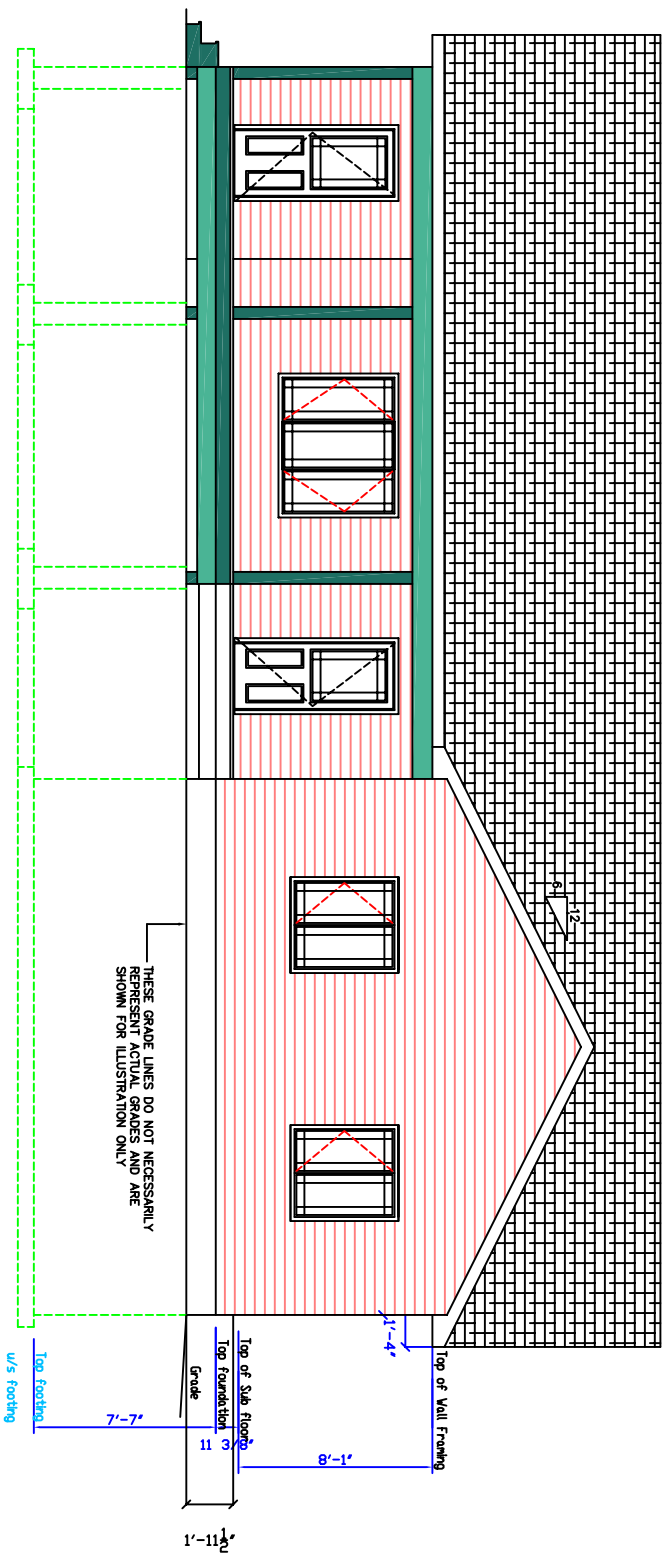 12
6
1'-4"
Top of Wall Framing
8'-1"
Top of Sub floor
11 3/8"
Top foundation
Grade
1'-11 1/2"
7'-7"
Top footing
u/s footing
THESE GRADE LINES DO NOT NECESSARILY
REPRESENT ACTUAL GRADES AND ARE
SHOWN FOR ILLUSTRATION ONLY